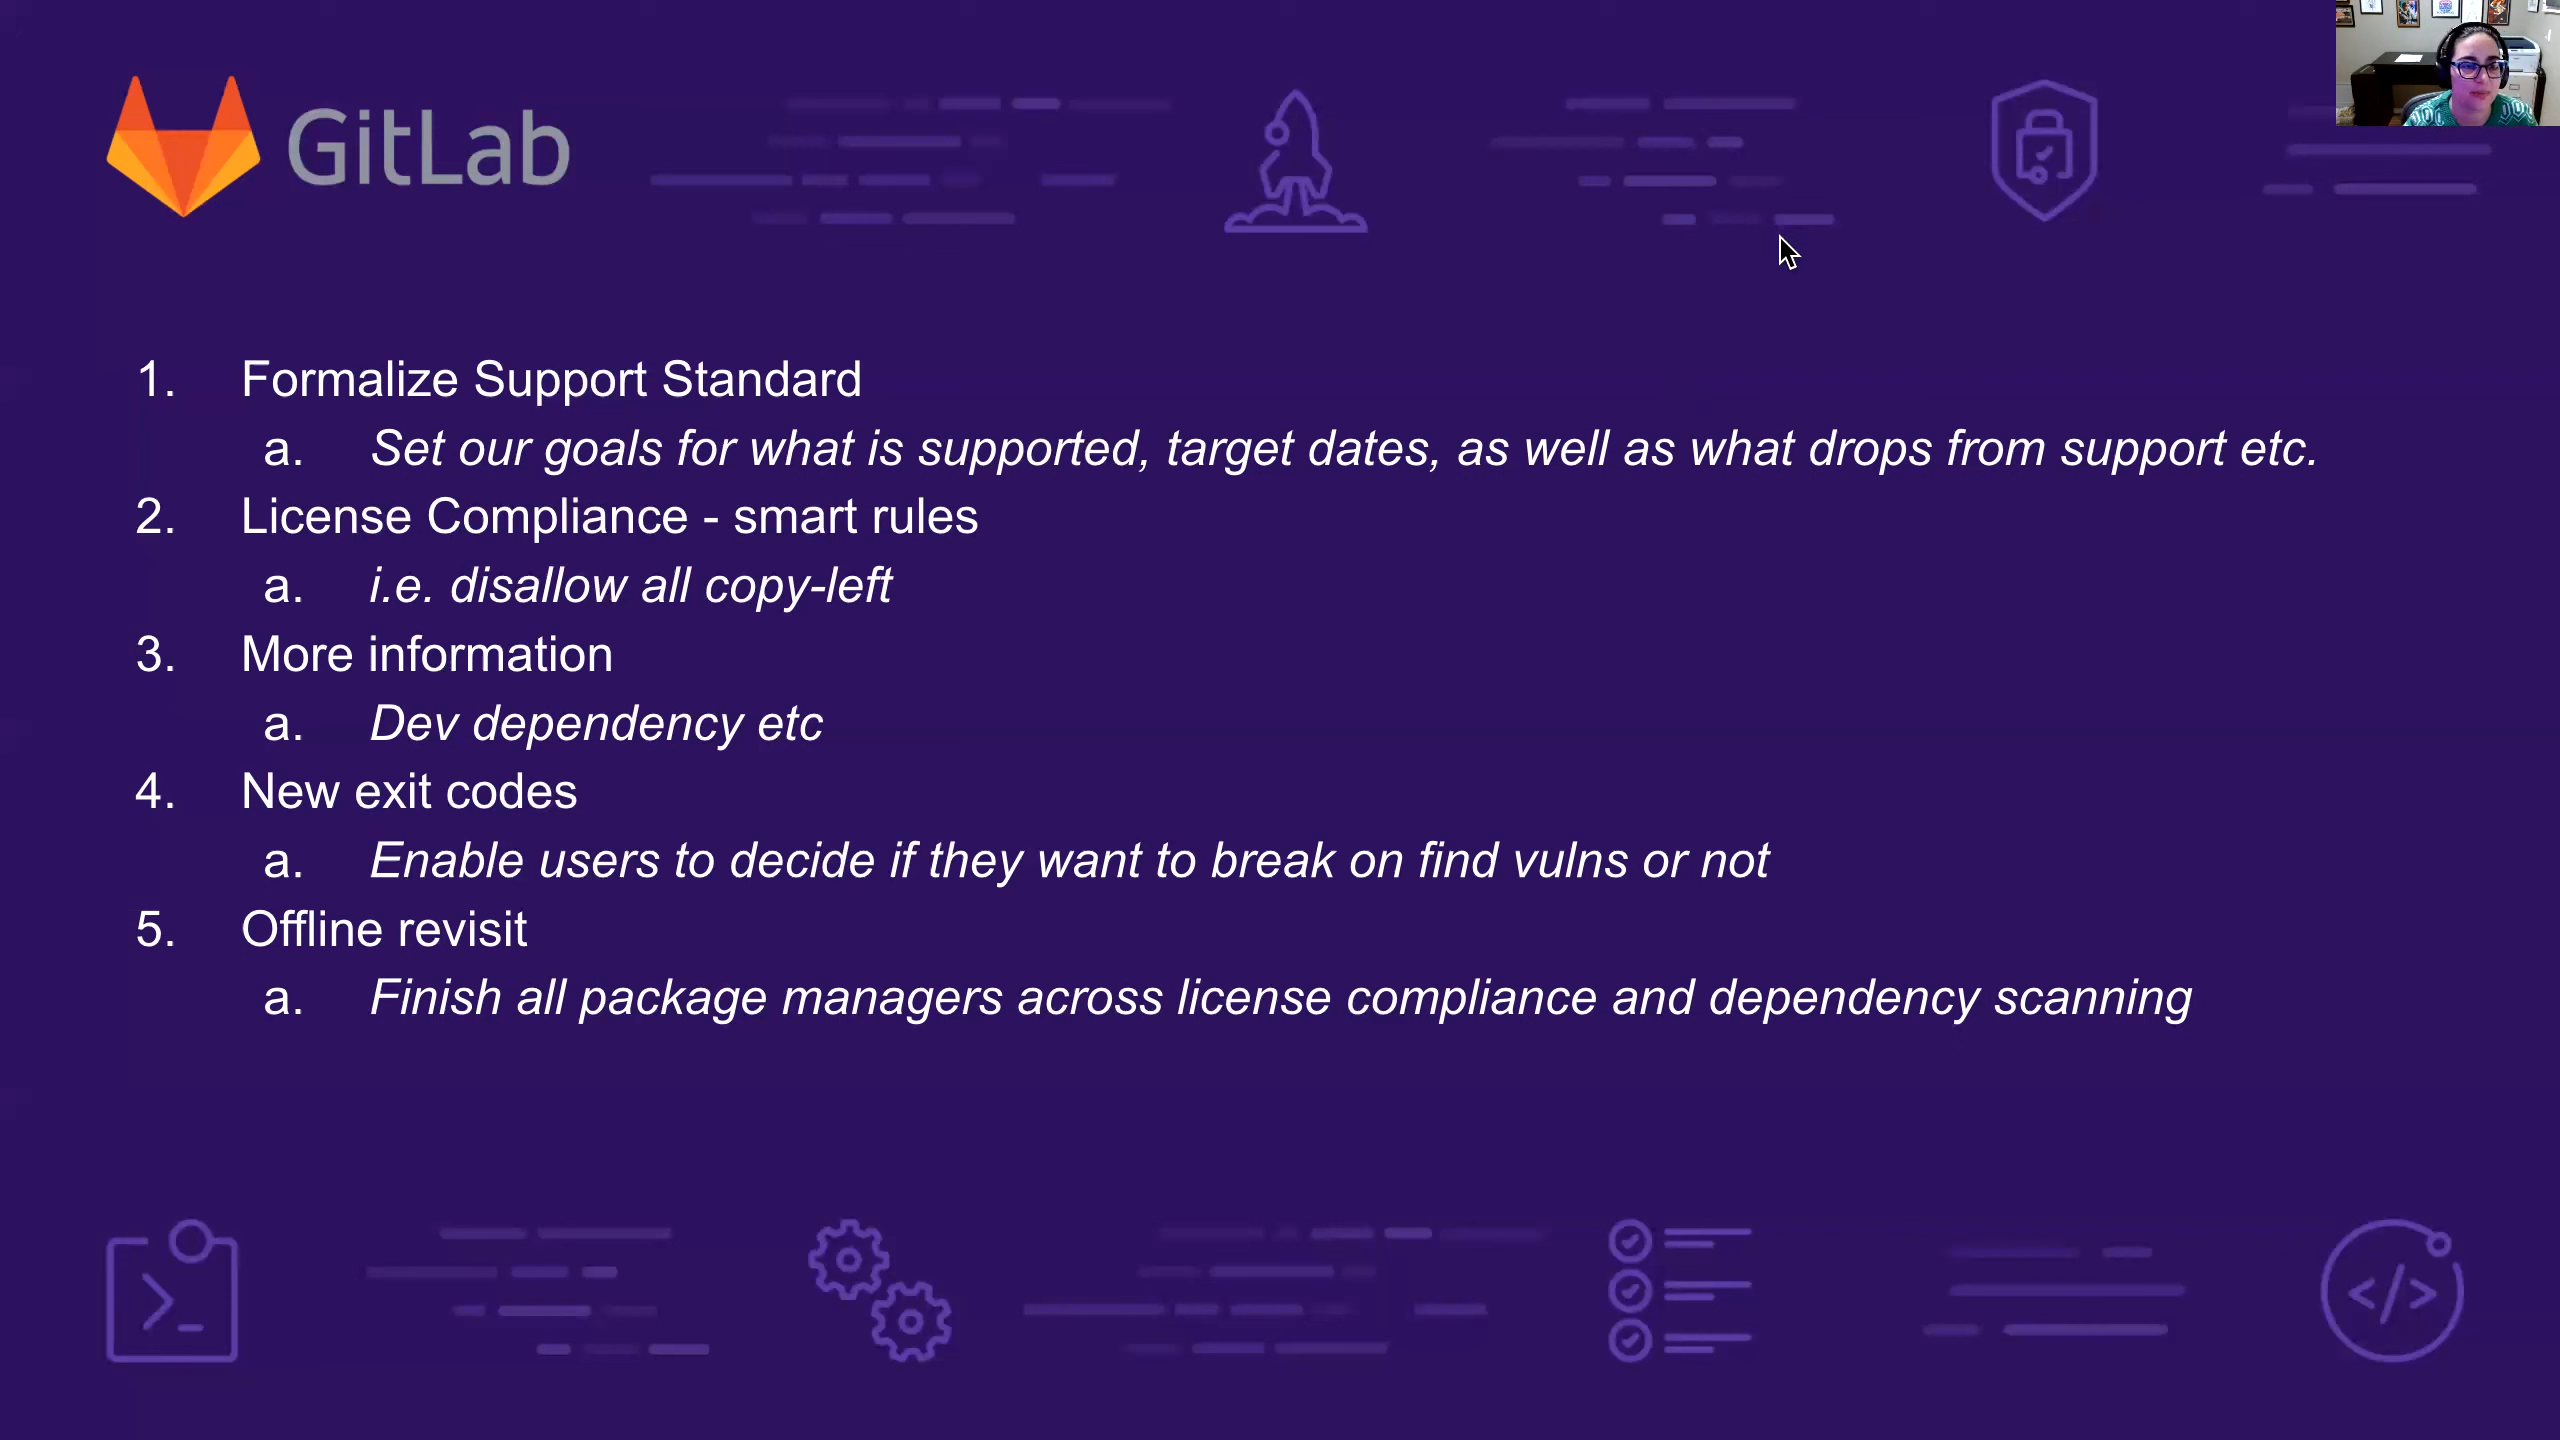 GitLab
1. Formalize Support Standard
a. Set our goals for what is supported, target dates, as well as what drops from support etc.
2. License Compliance - smart rules
a. i.e. disallow all copy-left
3. More information
a. Dev dependency etc
4. New exit codes
a. Enable users to decide if they want to break on find vulns or not
5. Offline revisit
a. Finish all package managers across license compliance and dependency scanning